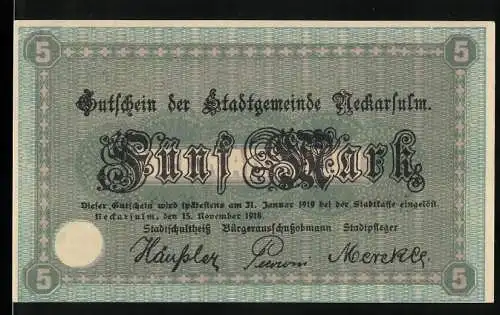 5 5
Gutschein der Stadtgemeinde Neckarsulm.
Fünf Mark
Dieser Gutschein wird spätestens am 31. Januar 1919 bei der Stadtkasse eingelöst.
Neckarsulm, den 15. November 1918.
Stadtschultheiß Bürgerausschußobmann Stadtpfleger
Häußler Merckle
5 5